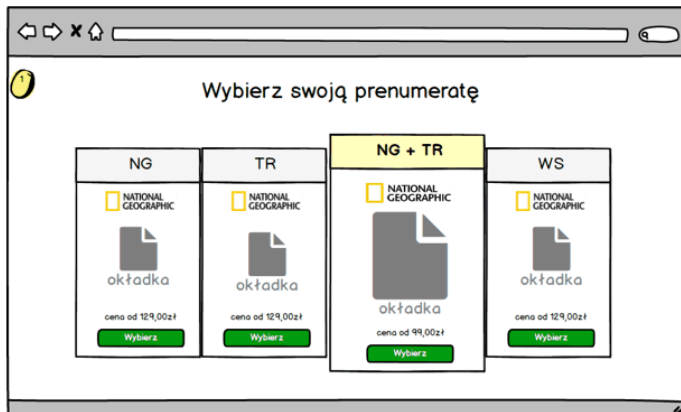 1
Wybierz swoją prenumeratę
NG
NATIONAL
GEOGRAPHIC
okładka
cena od 129,00zł
Wybierz
TR
NATIONAL
GEOGRAPHIC
okładka
cena od 129,00zł
Wybierz
NG + TR
NATIONAL
GEOGRAPHIC
okładka
cena od 99,00zł
Wybierz
WS
NATIONAL
GEOGRAPHIC
okładka
cena od 129,00zł
Wybierz